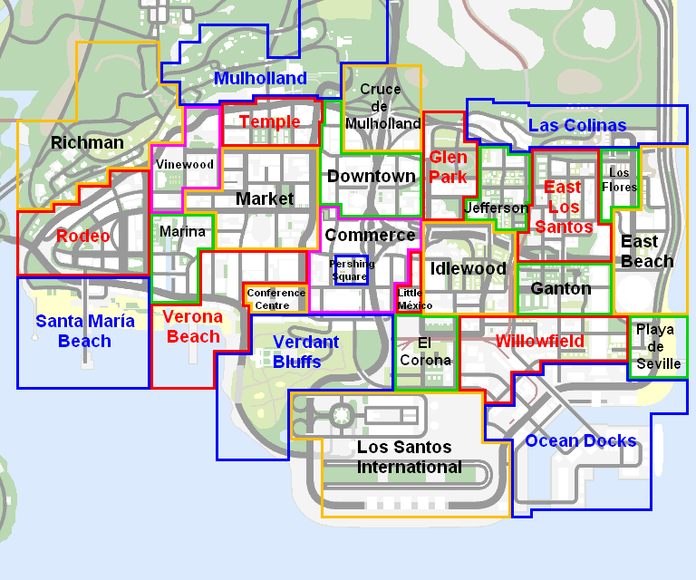 Mulholland
Cruce
de
Mulholland
Temple
Las Colinas
Richman
Vinewood
Glen
Park
Downtown
Los
Flores
East
Los
Santos
Market
Jefferson
Marina
Rodeo
Commerce
East
Beach
Pershing
Square
Idlewood
Ganton
Conference
Centre
Little
México
Santa María
Beach
Verona
Beach
Verdant
Bluffs
El
Corona
Willowfield
Playa
de
Seville
Ocean Docks
Los Santos
International